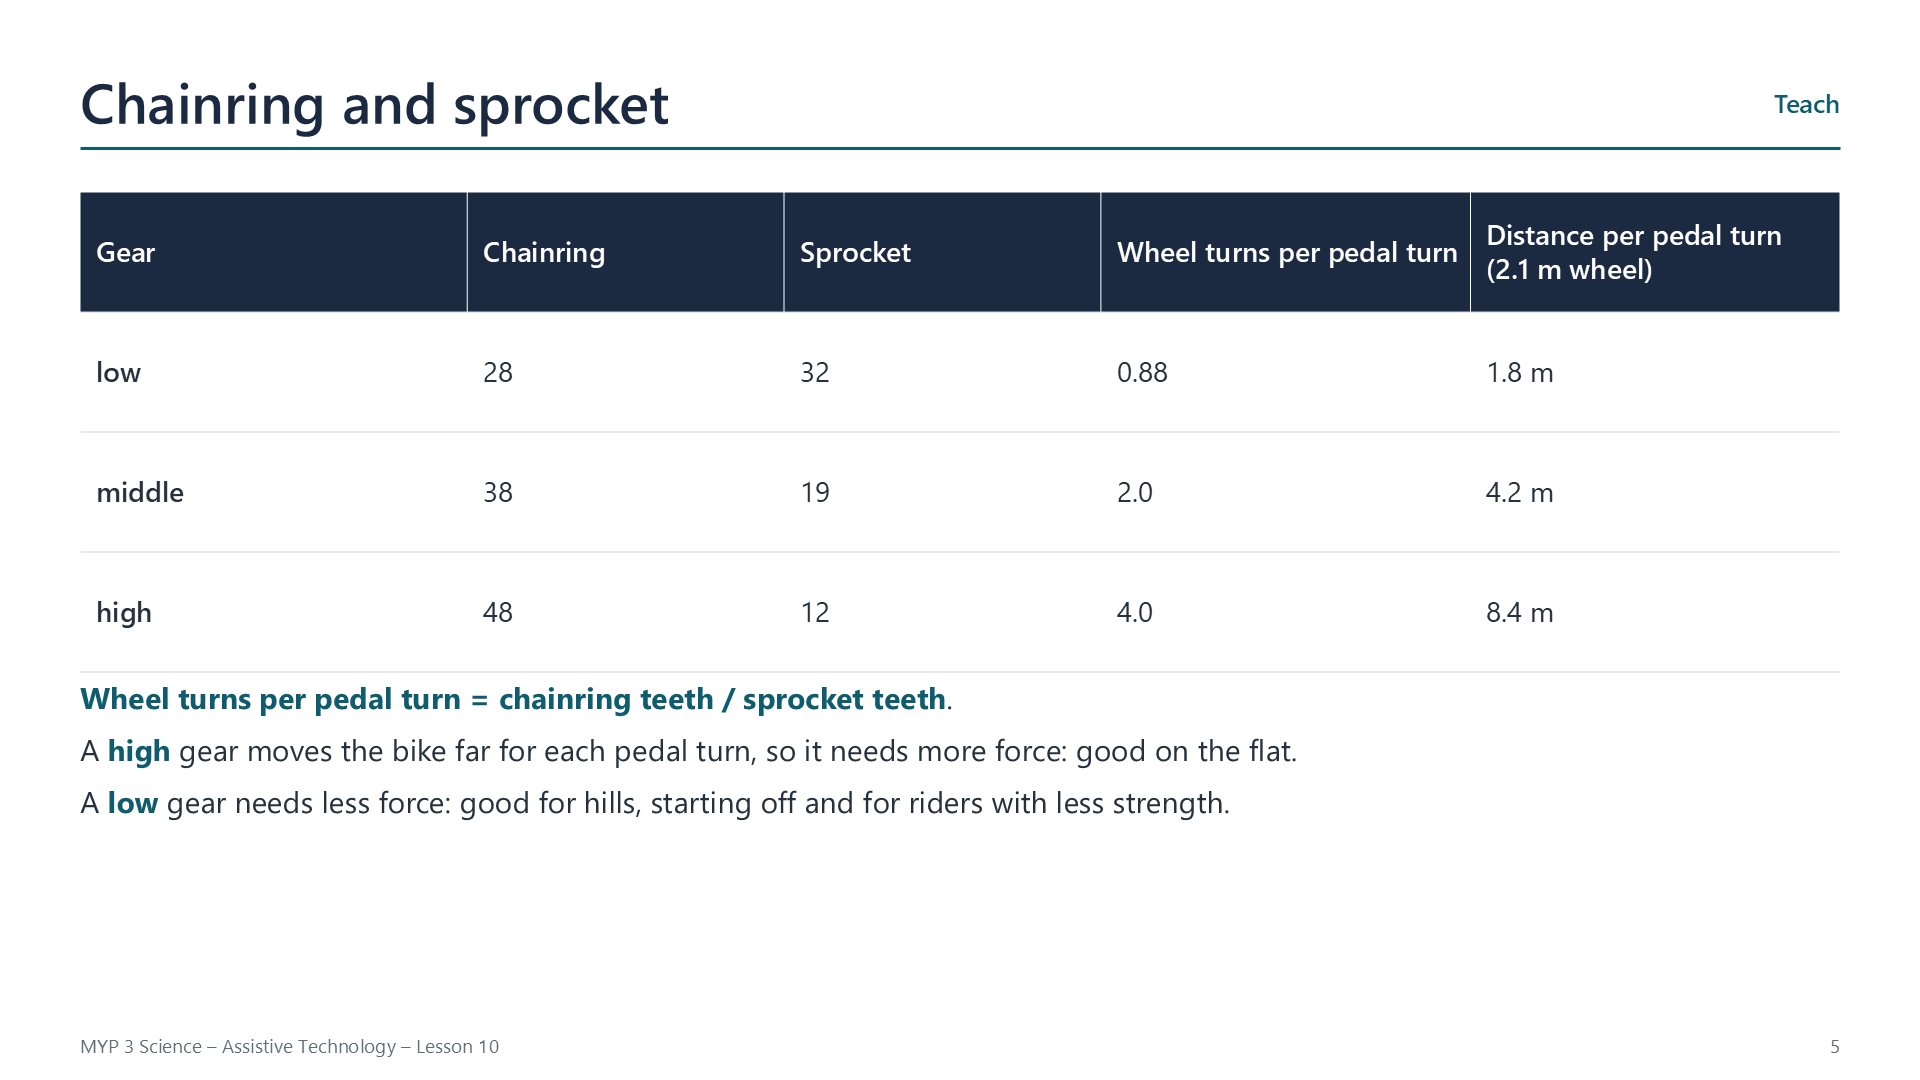 Chainring and sprocket
Teach
Gear
Chainring
Sprocket
Wheel turns per pedal turn
Distance per pedal turn
(2.1 m wheel)
low
28
32
0.88
1.8 m
middle
38
19
2.0
4.2 m
high
48
12
4.0
8.4 m
Wheel turns per pedal turn = chainring teeth / sprocket teeth.
A high gear moves the bike far for each pedal turn, so it needs more force: good on the flat.
A low gear needs less force: good for hills, starting off and for riders with less strength.
MYP 3 Science – Assistive Technology – Lesson 10
5